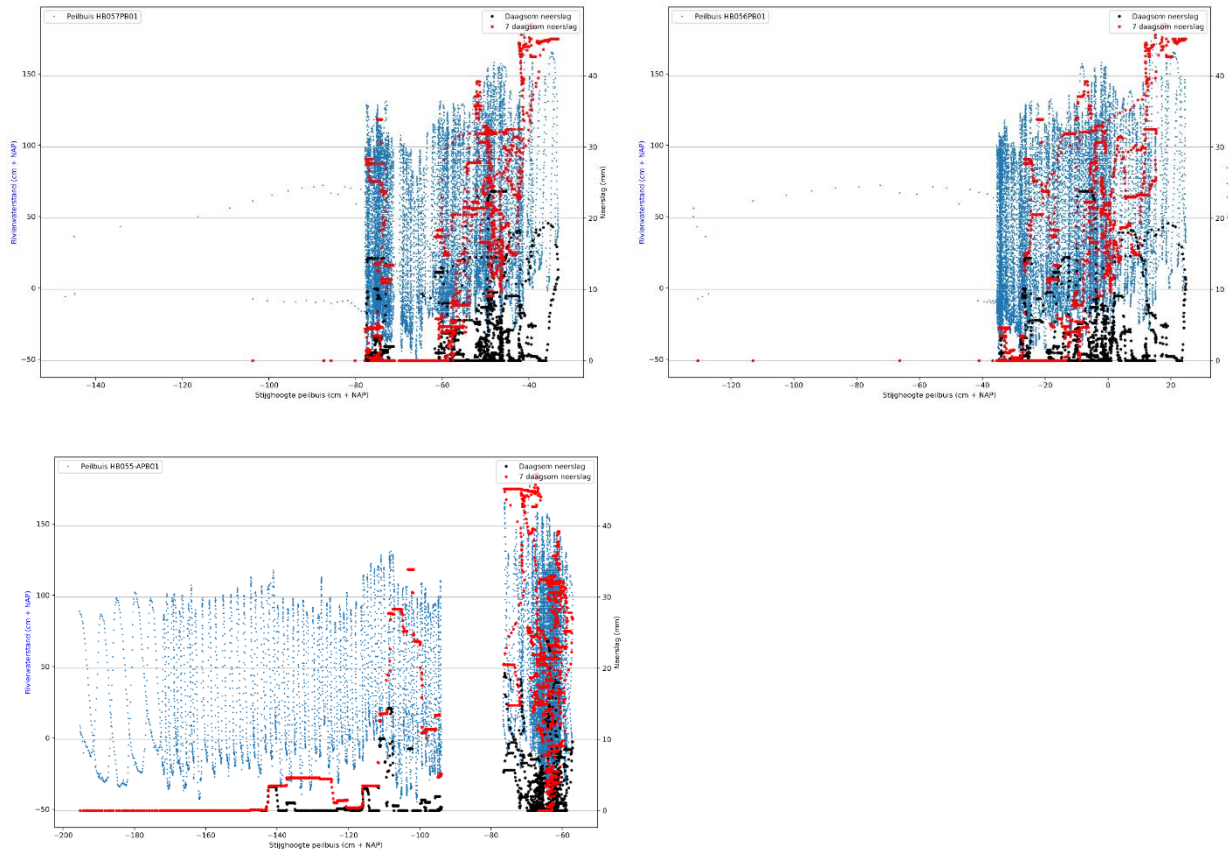 Peilbuis HB057PB01
Daagsom neerslag
7 daagsom neerslag
Rivierwaterstand (cm + NAP)
150
100
50
0
−50
40
30
20
10
0
Neerslag (mm)
−140 −120 −100 −80 −60 −40
Stijghoogte peilbuis (cm + NAP)
Peilbuis HB056PB01
Daagsom neerslag
7 daagsom neerslag
Rivierwaterstand (cm + NAP)
150
100
50
0
−50
40
30
20
10
0
−120 −100 −80 −60 −40 −20 0 20
Stijghoogte peilbuis (cm + NAP)
Peilbuis HB055-APB01
Daagsom neerslag
7 daagsom neerslag
Rivierwaterstand (cm + NAP)
150
100
50
0
−50
40
30
20
10
0
Neerslag (mm)
−200 −180 −160 −140 −120 −100 −80 −60
Stijghoogte peilbuis (cm + NAP)